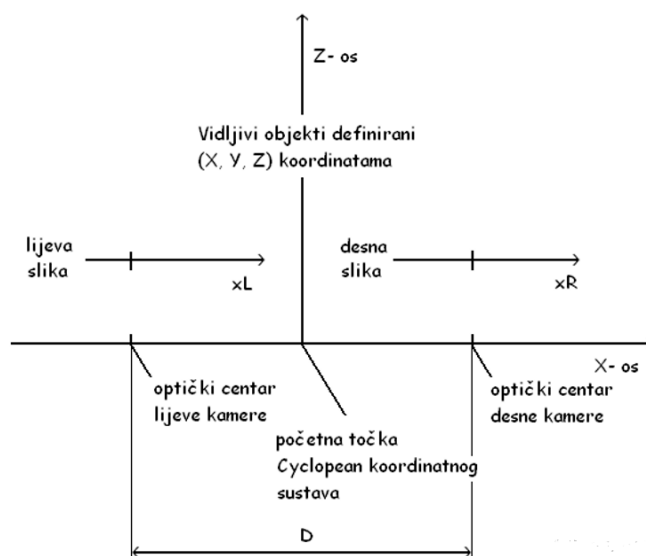 Z- os
Vidljivi objekti definirani
(X, Y, Z) koordinatama
lijeva
slika
desna
slika
xL
xR
X- os
optički centar
lijeve kamere
optički centar
desne kamere
početna točka
Cyclopean koordinatnog
sustava
D